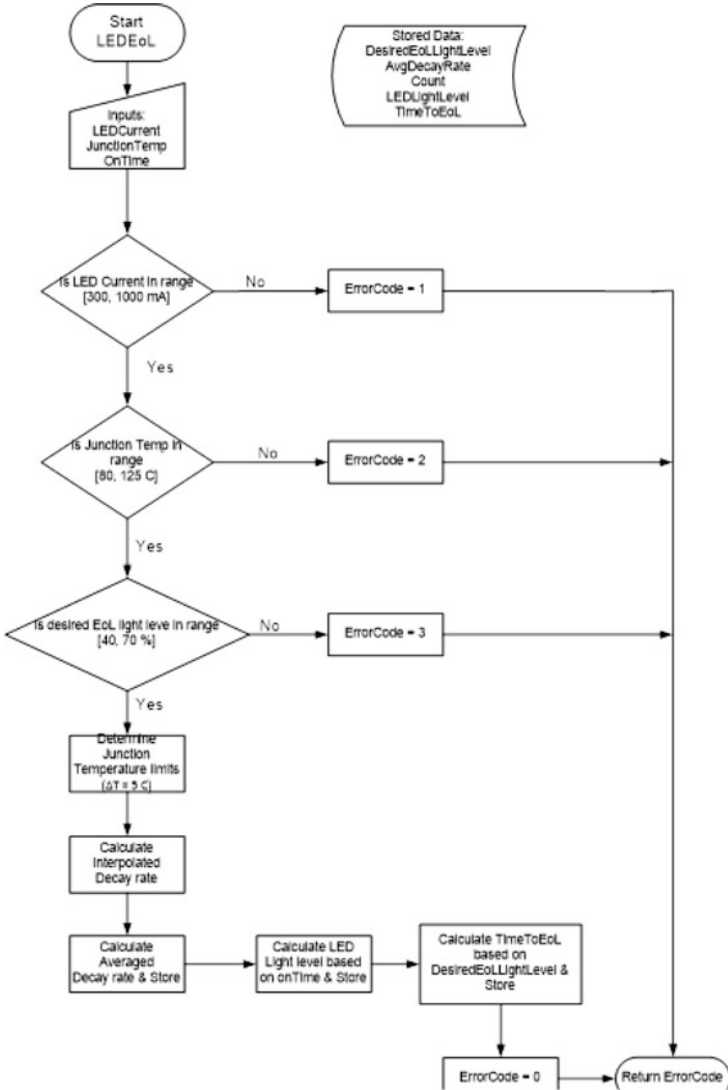 Start
LEDEoL
Stored Data:
DesiredEoLLightLevel
AvgDecayRate
Count
LEDLightLevel
TimeToEoL
Inputs:
LEDCurrent
JunctionTemp
OnTime
Is LED Current in range
[300, 1000 mA]
No
ErrorCode = 1
Yes
Is Junction Temp in
range
[80, 125 C]
No
ErrorCode = 2
Yes
Is desired EoL light leve in range
[40, 70 %]
No
ErrorCode = 3
Yes
Determine
Junction
Temperature limits
(ΔT = 5 C)
Calculate
Interpolated
Decay rate
Calculate
Averaged
Decay rate & Store
Calculate LED
Light level based
on onTime & Store
Calculate TimeToEoL
based on
DesiredEoLLightLevel &
Store
ErrorCode = 0
Return ErrorCode